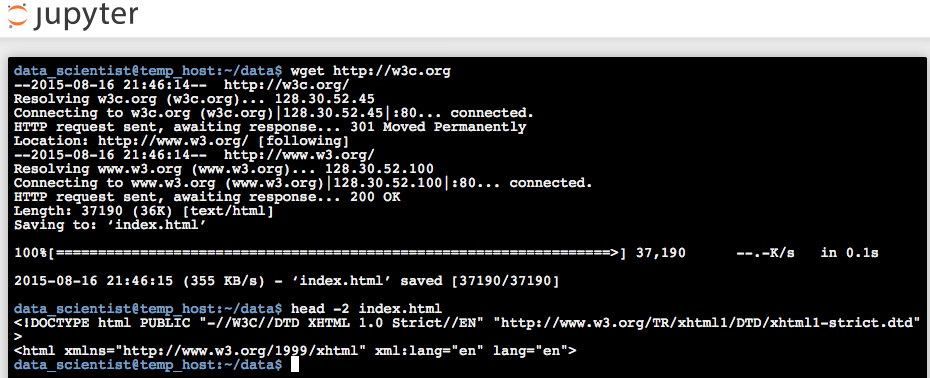 jupyter
data_scientist@temp_host:~/data$ wget http://w3c.org
--2015-08-16 21:46:14--  http://w3c.org/
Resolving w3c.org (w3c.org)... 128.30.52.45
Connecting to w3c.org (w3c.org)|128.30.52.45|:80... connected.
HTTP request sent, awaiting response... 301 Moved Permanently
Location: http://www.w3.org/ [following]
--2015-08-16 21:46:14--  http://www.w3.org/
Resolving www.w3.org (www.w3.org)... 128.30.52.100
Connecting to www.w3.org (www.w3.org)|128.30.52.100|:80... connected.
HTTP request sent, awaiting response... 200 OK
Length: 37190 (36K) [text/html]
Saving to: ‘index.html’
100%[==================================================================>] 37,190      --.-K/s   in 0.1s
2015-08-16 21:46:15 (355 KB/s) - ‘index.html’ saved [37190/37190]
data_scientist@temp_host:~/data$ head -2 index.html
<!DOCTYPE html PUBLIC "-//W3C//DTD XHTML 1.0 Strict//EN" "http://www.w3.org/TR/xhtml1/DTD/xhtml1-strict.dtd"
>
<html xmlns="http://www.w3.org/1999/xhtml" xml:lang="en" lang="en">
data_scientist@temp_host:~/data$